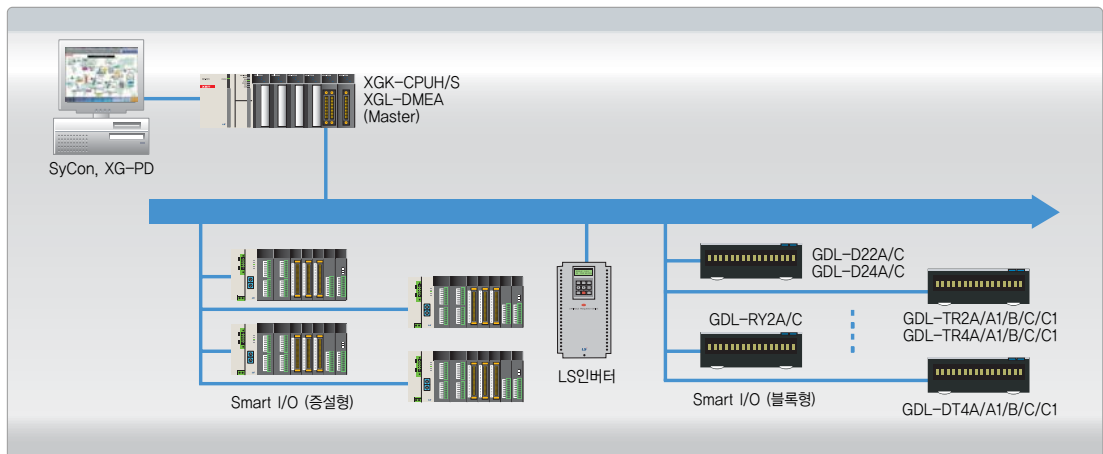 XGK-CPUH/S
XGL-DMEA
(Master)
SyCon, XG-PD
GDL-D22A/C
GDL-D24A/C
GDL-RY2A/C
GDL-TR2A/A1/B/C/C1
GDL-TR4A/A1/B/C/C1
LS인버터
Smart I/O (증설형)
Smart I/O (블록형)
GDL-DT4A/A1/B/C/C1